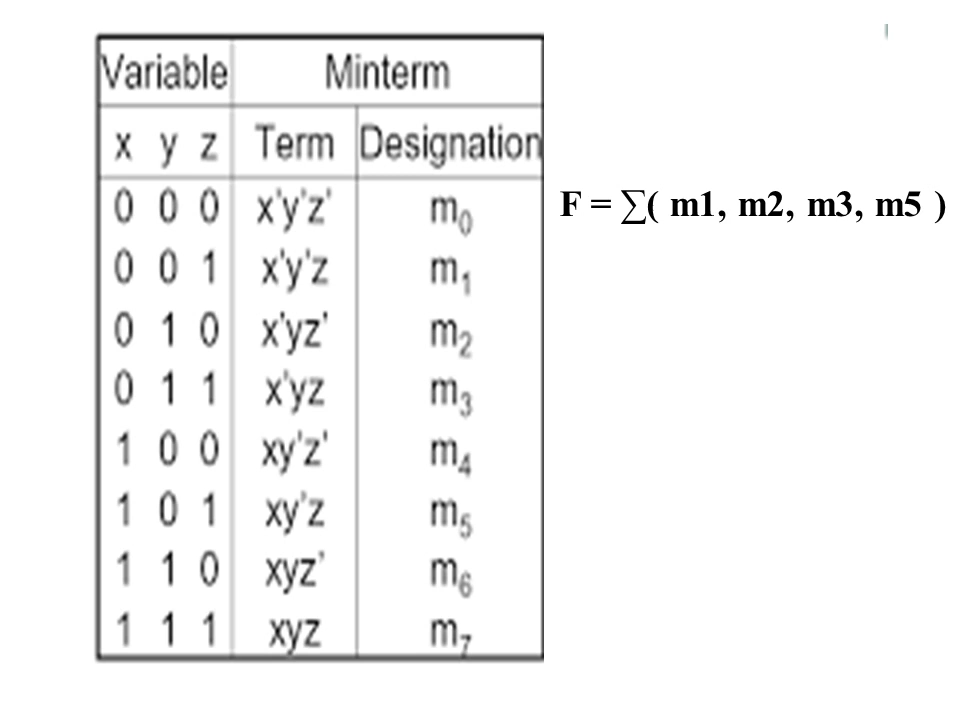 Variable Minterm
x y z Term Designation
0 0 0 x'y'z' m0
0 0 1 x'y'z m1
0 1 0 x'yz' m2
0 1 1 x'yz m3
1 0 0 xy'z' m4
1 0 1 xy'z m5
1 1 0 xyz' m6
1 1 1 xyz m7
F = ∑( m1, m2, m3, m5 )